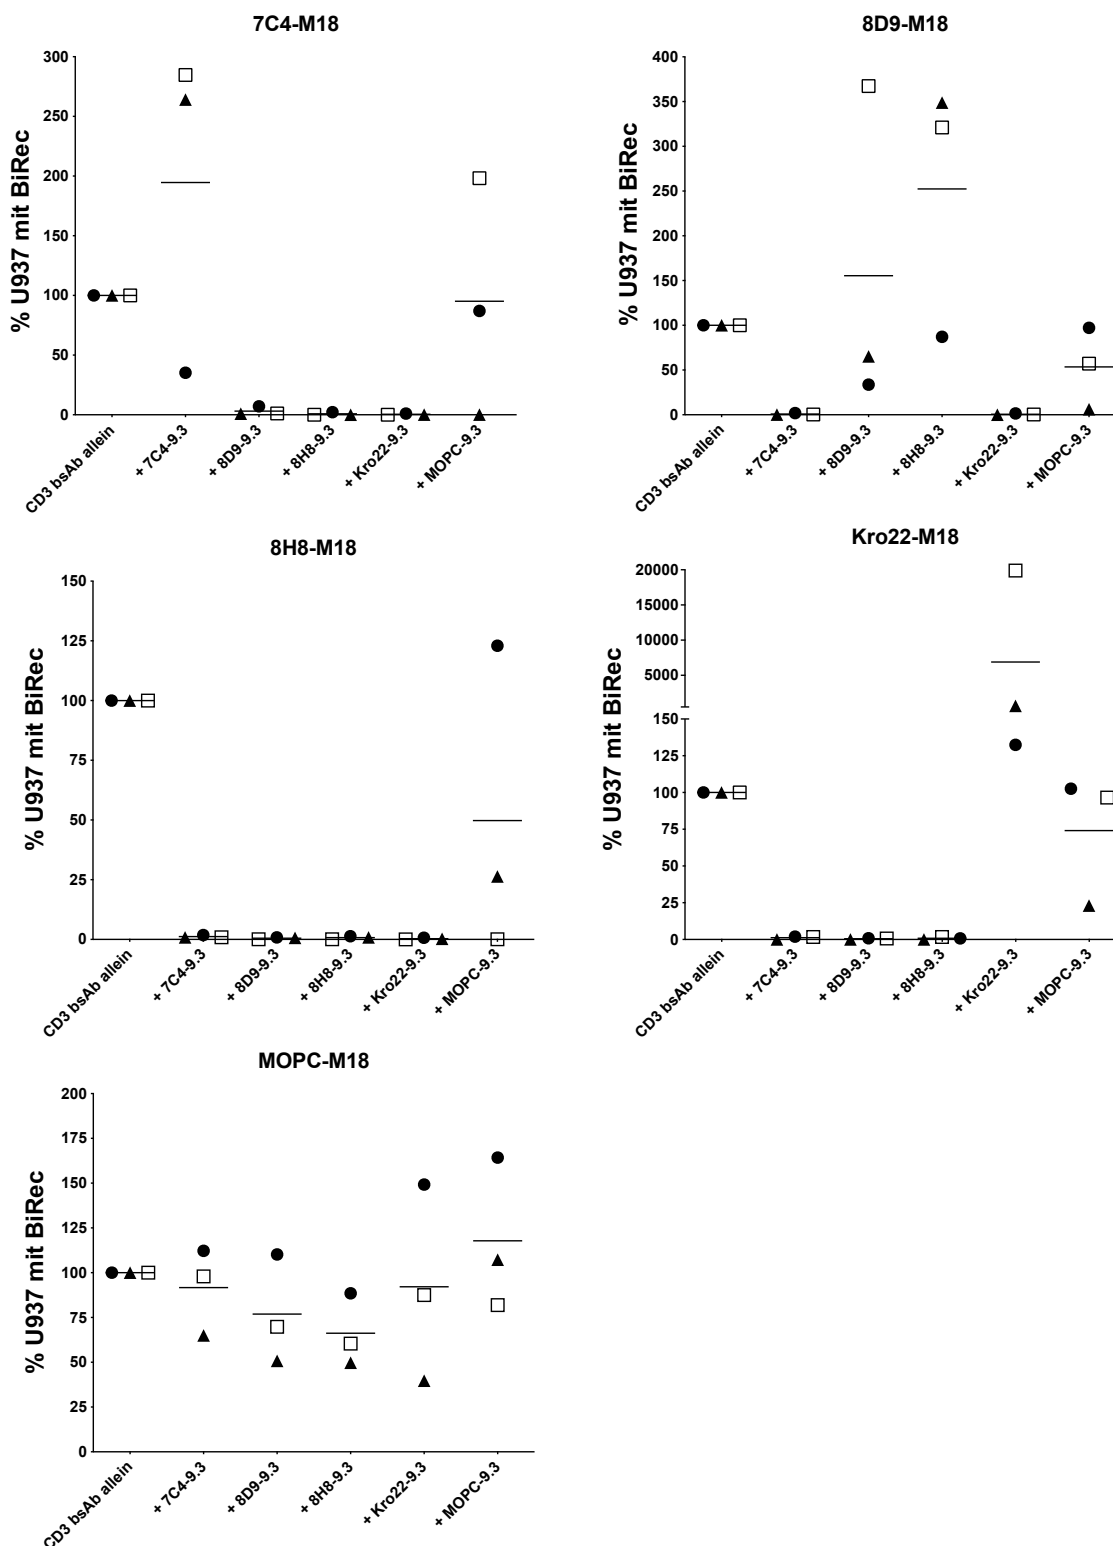 7C4-M18
% U937 mit BiRec
300
250
200
150
100
50
0
CD3 bsAb allein
+ 7C4-9.3
+ 8D9-9.3
+ 8H8-9.3
+ Kro22-9.3
+ MOPC-9.3
8D9-M18
% U937 mit BiRec
400
350
300
250
200
150
100
50
0
CD3 bsAb allein
+ 7C4-9.3
+ 8D9-9.3
+ 8H8-9.3
+ Kro22-9.3
+ MOPC-9.3
8H8-M18
% U937 mit BiRec
150
125
100
75
50
25
0
CD3 bsAb allein
+ 7C4-9.3
+ 8D9-9.3
+ 8H8-9.3
+ Kro22-9.3
+ MOPC-9.3
Kro22-M18
% U937 mit BiRec
20000
15000
10000
5000
150
125
100
75
50
25
0
CD3 bsAb allein
+ 7C4-9.3
+ 8D9-9.3
+ 8H8-9.3
+ Kro22-9.3
+ MOPC-9.3
MOPC-M18
% U937 mit BiRec
200
175
150
125
100
75
50
25
0
CD3 bsAb allein
+ 7C4-9.3
+ 8D9-9.3
+ 8H8-9.3
+ Kro22-9.3
+ MOPC-9.3